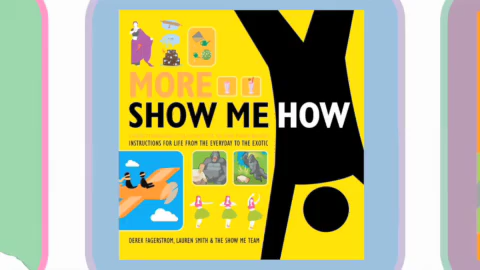 MORE
SHOW ME HOW
INSTRUCTIONS FOR LIFE FROM THE EVERYDAY TO THE EXOTIC
DEREK FAGERSTROM, LAUREN SMITH & THE SHOW ME TEAM